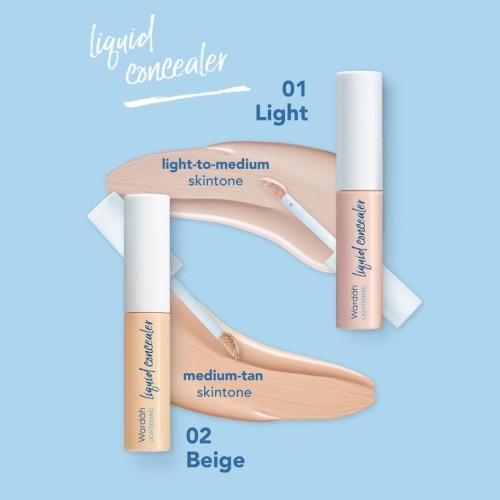 liquid
concealer
01
Light
light-to-medium
skintone
Wardah
LIGHTENING
liquid concealer
medium-tan
skintone
Wardah
LIGHTENING
liquid concealer
02
Beige